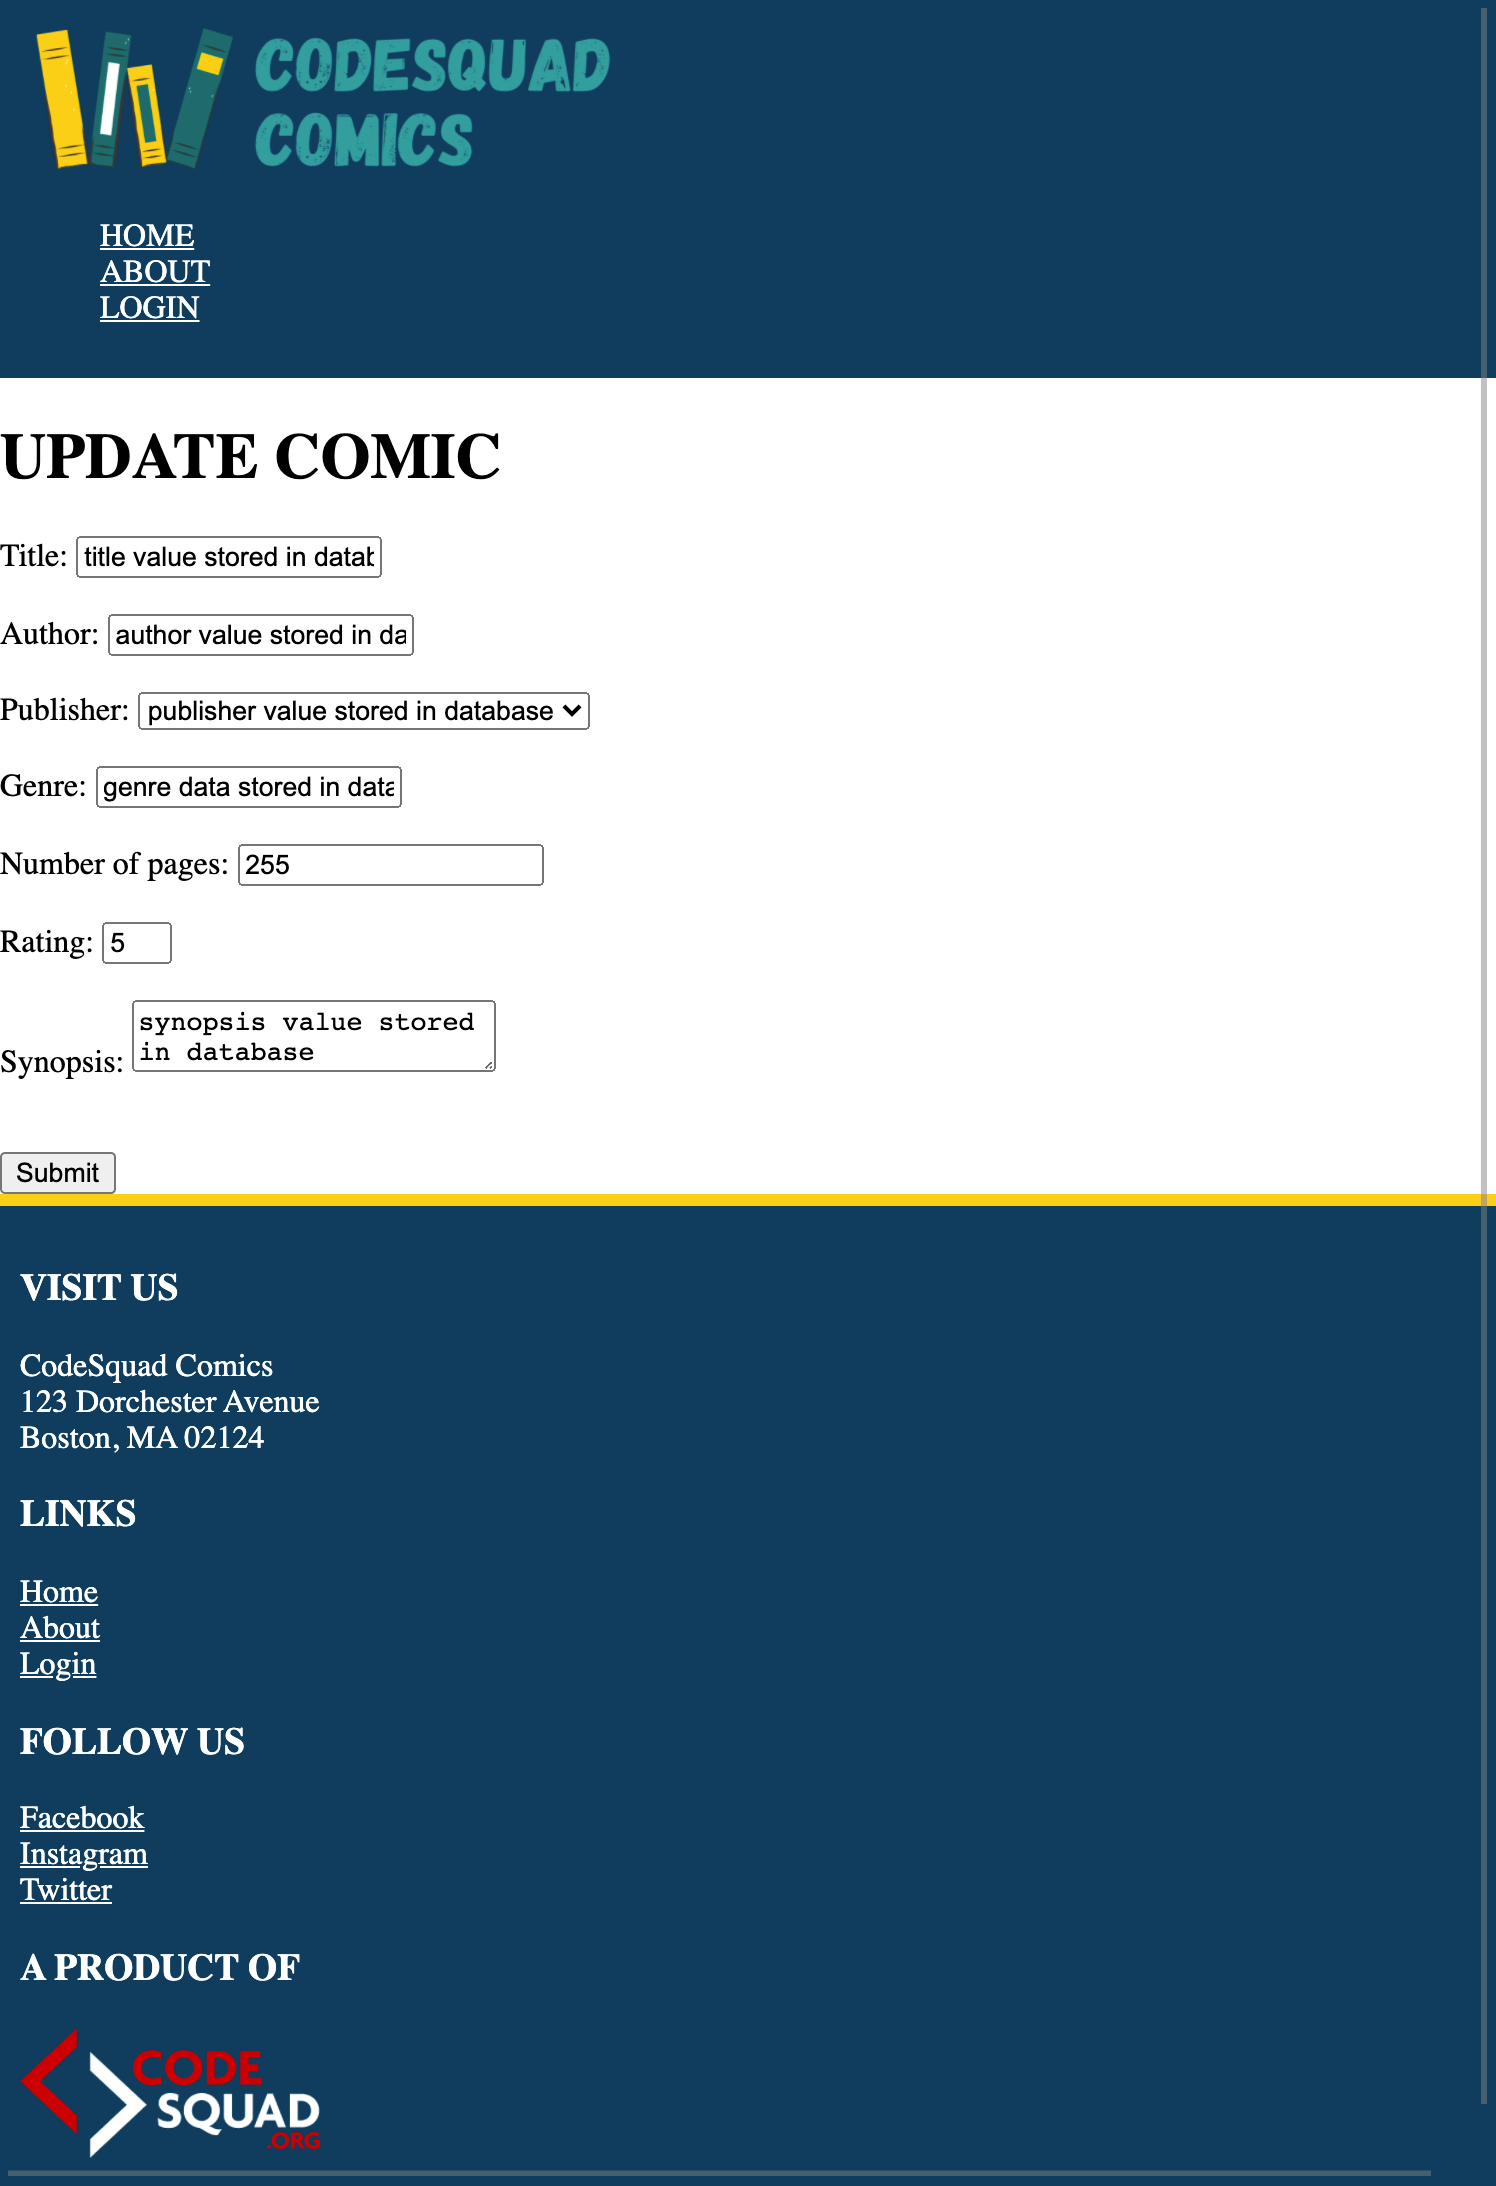 CODESQUAD
COMICS
HOME
ABOUT
LOGIN
UPDATE COMIC
Title: title value stored in datab
Author: author value stored in da
Publisher: publisher value stored in database
Genre: genre data stored in data
Number of pages: 255
Rating: 5
Synopsis: synopsis value stored
in database
Submit
VISIT US
CodeSquad Comics
123 Dorchester Avenue
Boston, MA 02124
LINKS
Home
About
Login
FOLLOW US
Facebook
Instagram
Twitter
A PRODUCT OF
CODE
SQUAD
.ORG